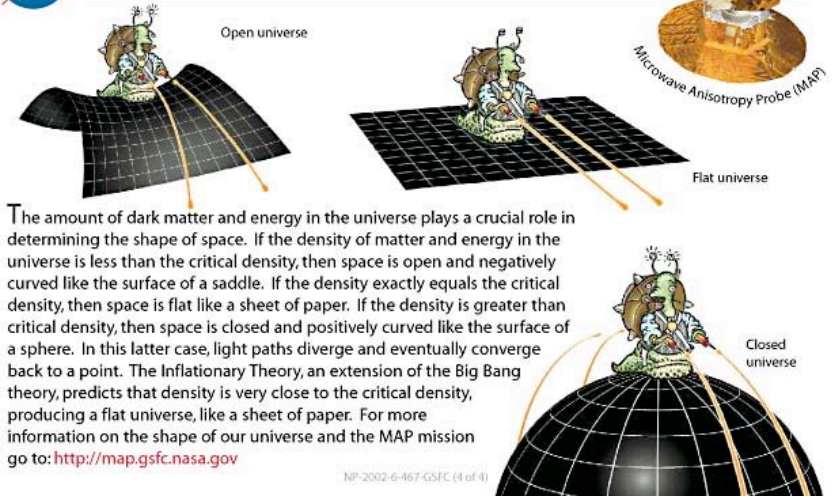 Open universe
Microwave Anisotropy Probe (MAP)
Flat universe
The amount of dark matter and energy in the universe plays a crucial role in
determining the shape of space. If the density of matter and energy in the
universe is less than the critical density, then space is open and negatively
curved like the surface of a saddle. If the density exactly equals the critical
density, then space is flat like a sheet of paper. If the density is greater than
critical density, then space is closed and positively curved like the surface of
a sphere. In this latter case, light paths diverge and eventually converge
back to a point. The Inflationary Theory, an extension of the Big Bang
theory, predicts that density is very close to the critical density,
producing a flat universe, like a sheet of paper. For more
information on the shape of our universe and the MAP mission
go to: http://map.gsfc.nasa.gov
Closed
universe
NP-2002-6-467-GSFC (4 of 4)